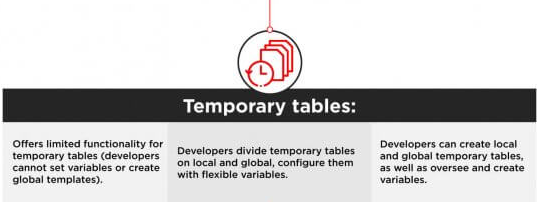 Temporary tables:
Offers limited functionality for
temporary tables (developers
cannot set variables or create
global templates).
Developers divide temporary tables
on local and global, configure them
with flexible variables.
Developers can create local
and global temporary tables,
as well as oversee and create
variables.